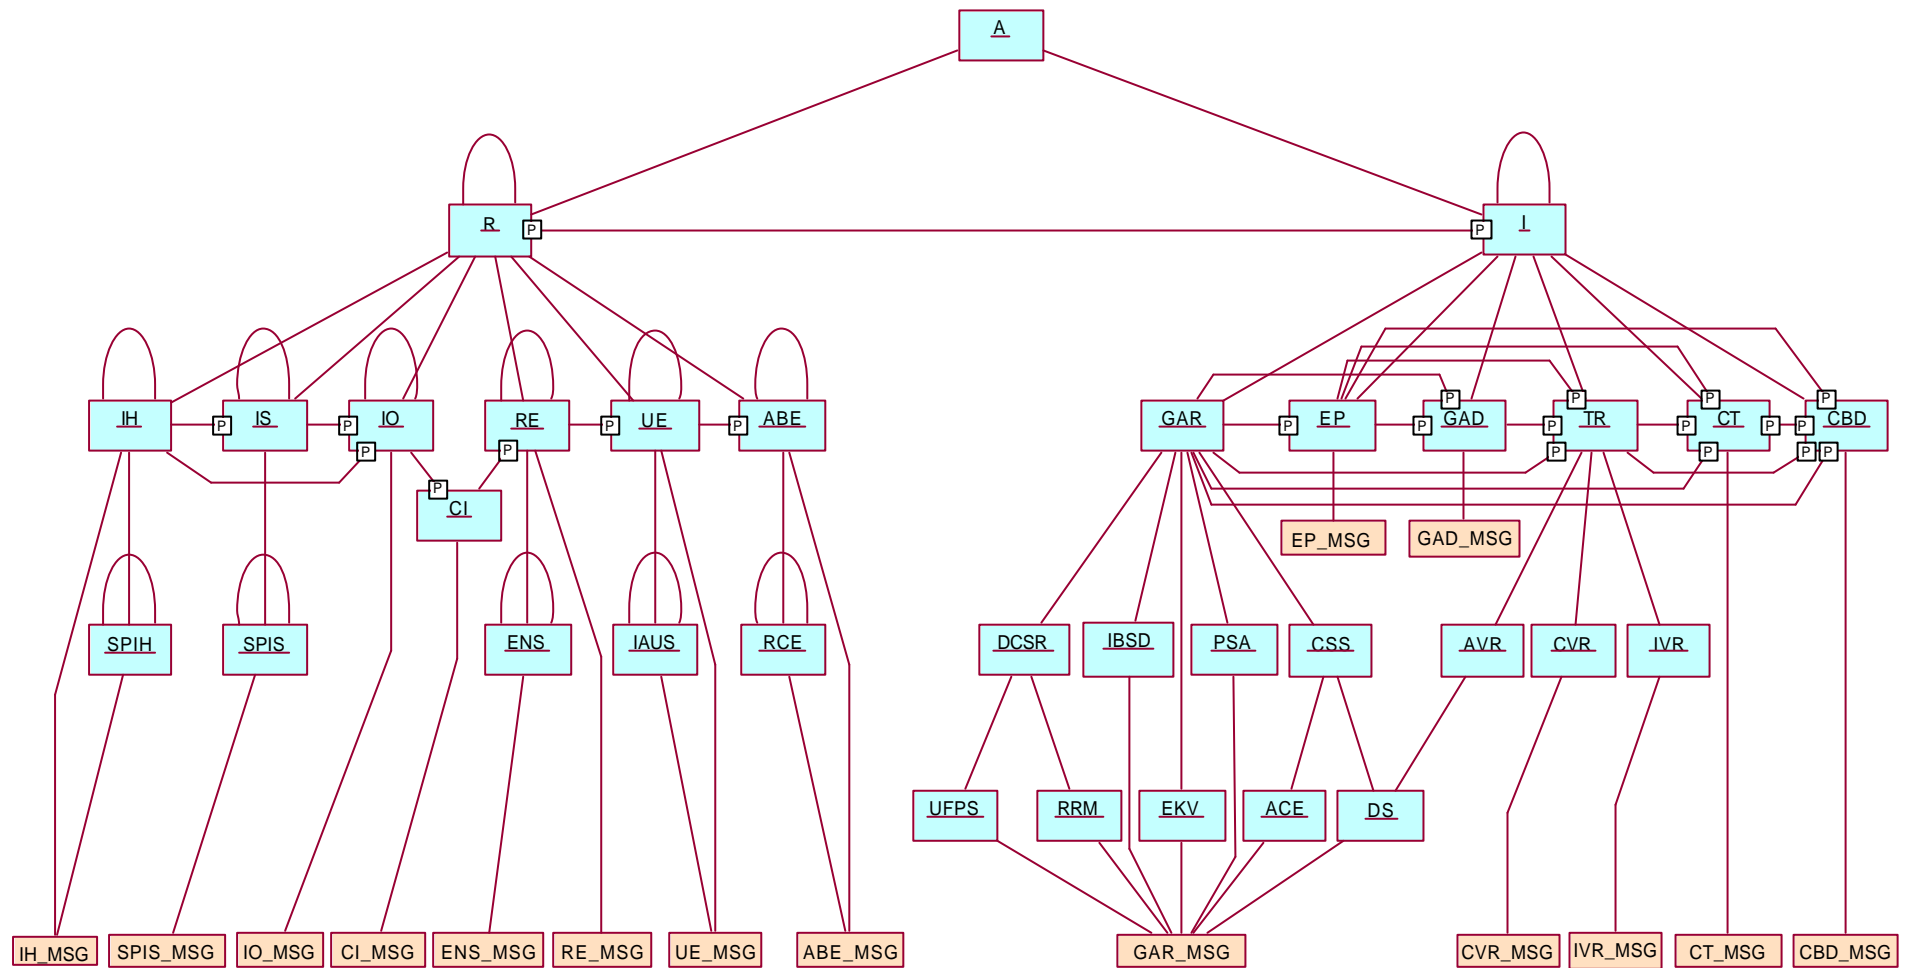 A
R
P
P
I
IH
P
IS
P
IO
P
RE
P
P
UE
P
ABE
P
CI
GAR
P
EP
P
P
GAD
P
P
P
TR
P
P
P
CT
P
P
P
P
P
CBD
EP_MSG
GAD_MSG
SPIH
SPIS
ENS
IAUS
RCE
DCSR
IBSD
PSA
CSS
AVR
CVR
IVR
UFPS
RRM
EKV
ACE
DS
IH_MSG
SPIS_MSG
IO_MSG
CI_MSG
ENS_MSG
RE_MSG
UE_MSG
ABE_MSG
GAR_MSG
CVR_MSG
IVR_MSG
CT_MSG
CBD_MSG